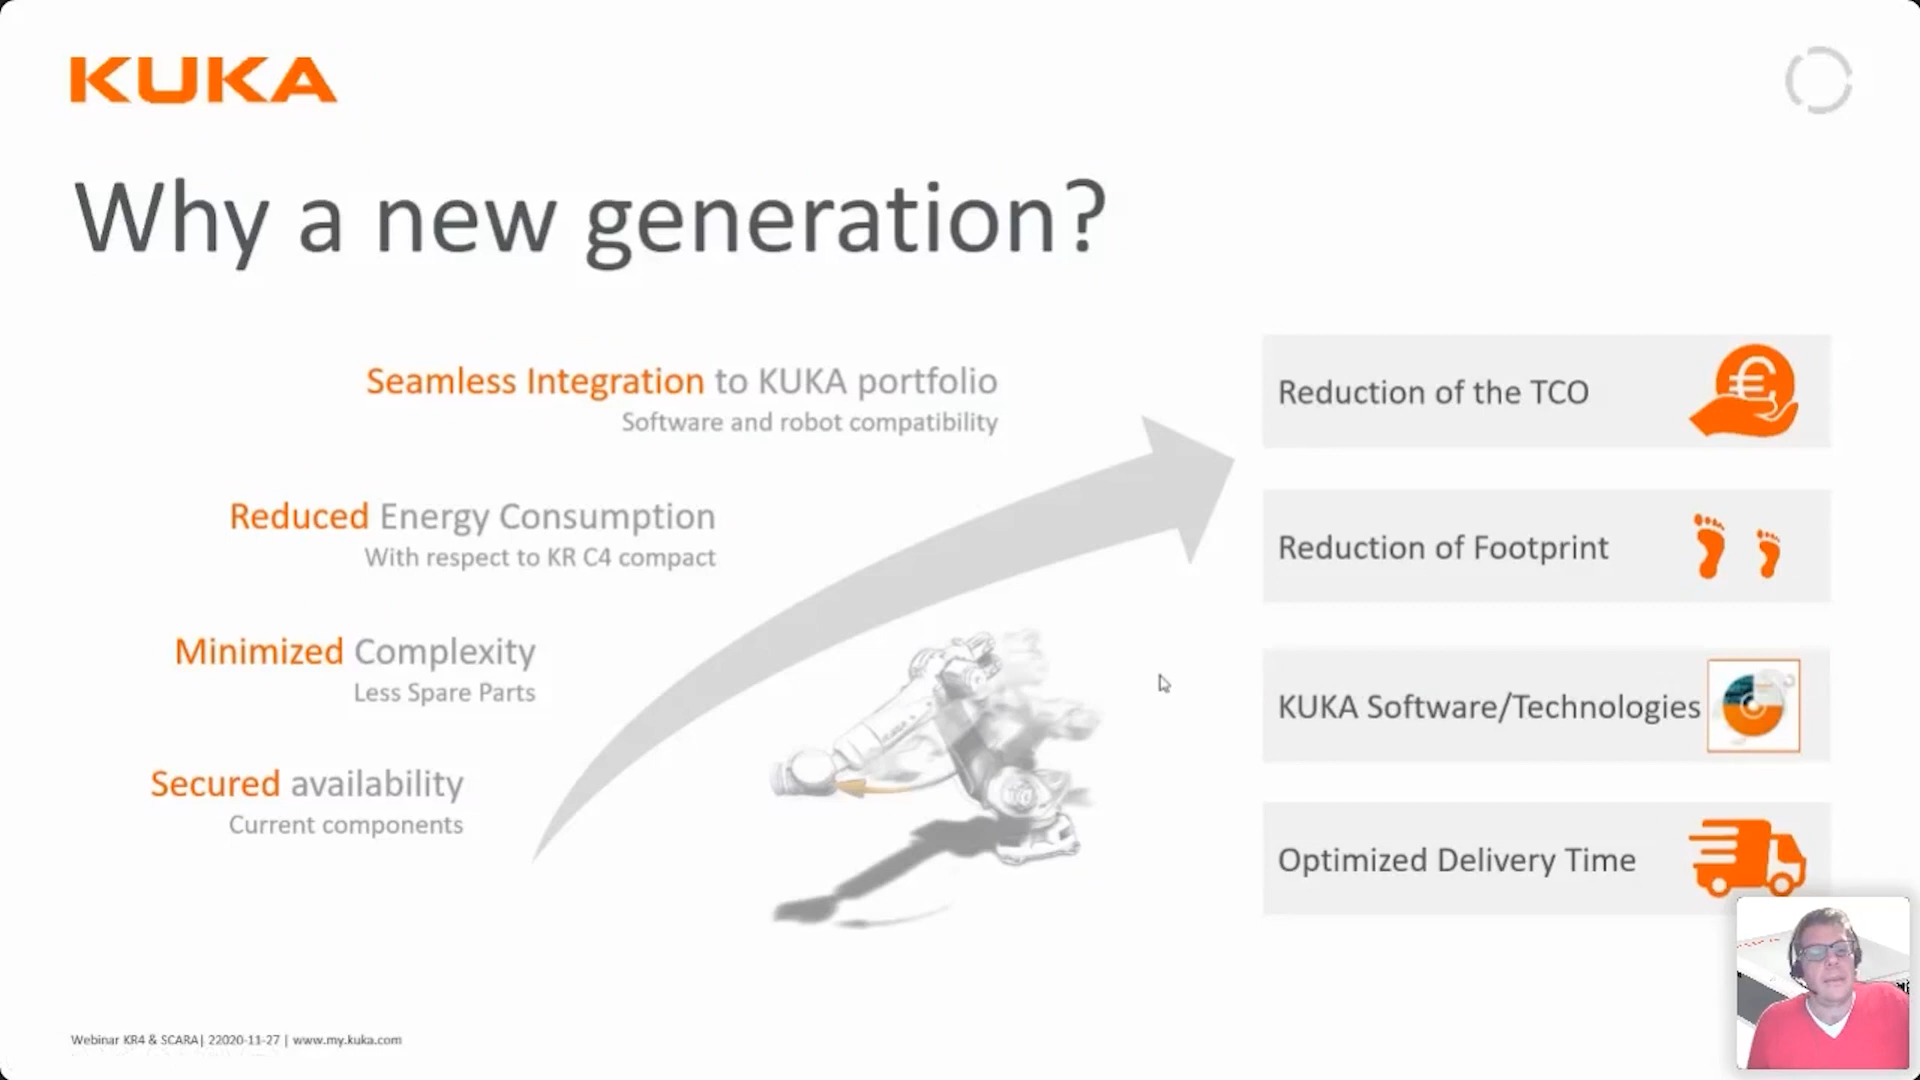 KUKA
Why a new generation?
Seamless Integration to KUKA portfolio
Software and robot compatibility
Reduced Energy Consumption
With respect to KR C4 compact
Minimized Complexity
Less Spare Parts
Secured availability
Current components
Reduction of the TCO
Reduction of Footprint
KUKA Software/Technologies
Optimized Delivery Time
Webinar KR4 & SCARA| 22020-11-27 | www.my.kuka.com